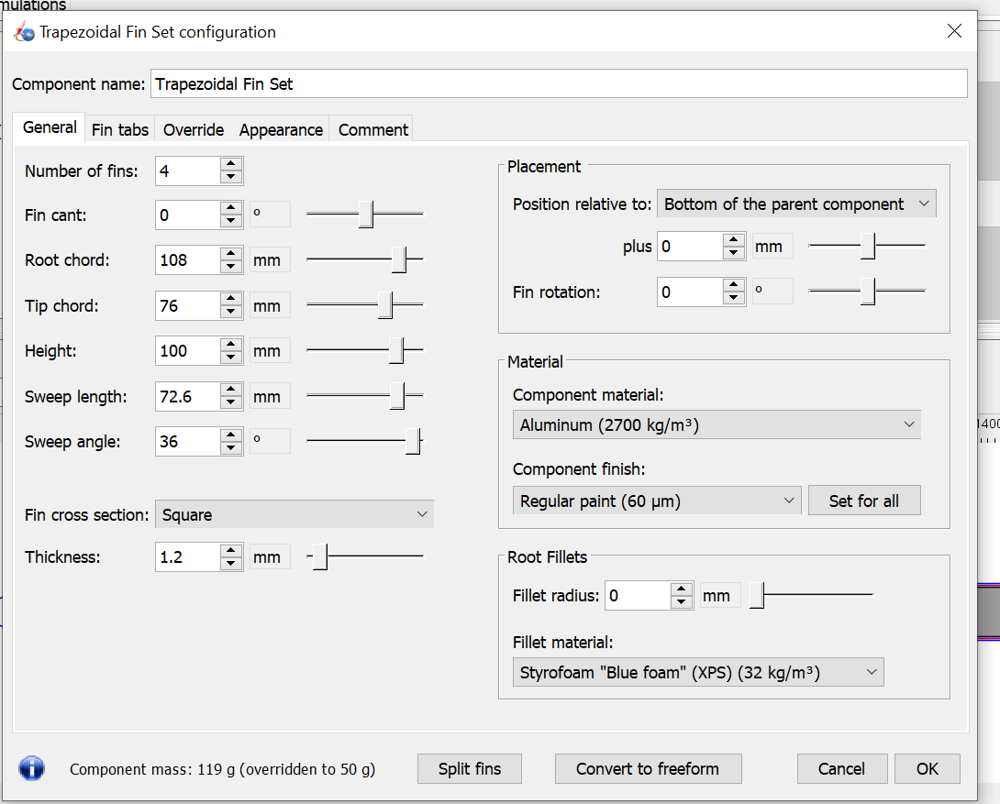 mulations
Trapezoidal Fin Set configuration
Component name: Trapezoidal Fin Set
General Fin tabs Override Appearance Comment
Number of fins: 4
Fin cant: 0 °
Root chord: 108 mm
Tip chord: 76 mm
Height: 100 mm
Sweep length: 72.6 mm
Sweep angle: 36 °
Fin cross section: Square
Thickness: 1.2 mm
Placement
Position relative to: Bottom of the parent component
plus 0 mm
Fin rotation: 0 °
Material
Component material:
Aluminum (2700 kg/m³)
Component finish:
Regular paint (60 µm) Set for all
Root Fillets
Fillet radius: 0 mm
Fillet material:
Styrofoam "Blue foam" (XPS) (32 kg/m³)
1400
Component mass: 119 g (overridden to 50 g) Split fins Convert to freeform Cancel OK